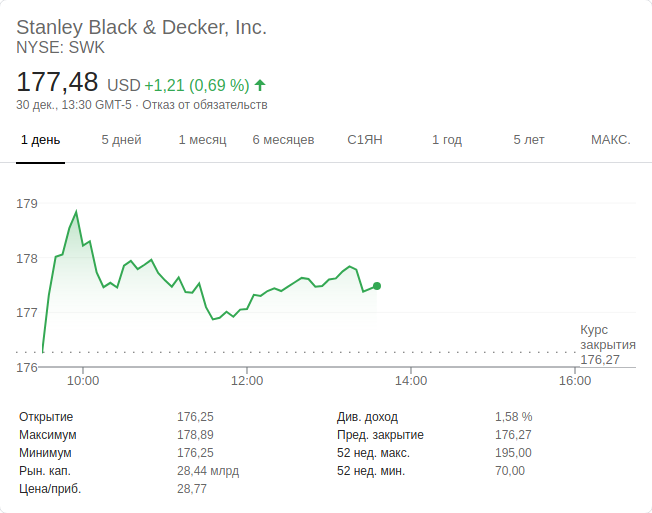 Stanley Black & Decker, Inc.
NYSE: SWK
177,48 USD +1,21 (0,69 %)
30 дек., 13:30 GMT-5 · Отказ от обязательств
1 день 5 дней 1 месяц 6 месяцев С1ЯН 1 год 5 лет МАКС.
179
178
177
Курс
закрытия
176,27
176
10:00 12:00 14:00 16:00
Открытие 176,25 Див. доход 1,58 %
Максимум 178,89 Пред. закрытие 176,27
Минимум 176,25 52 нед. макс. 195,00
Рын. кап. 28,44 млрд 52 нед. мин. 70,00
Цена/приб. 28,77